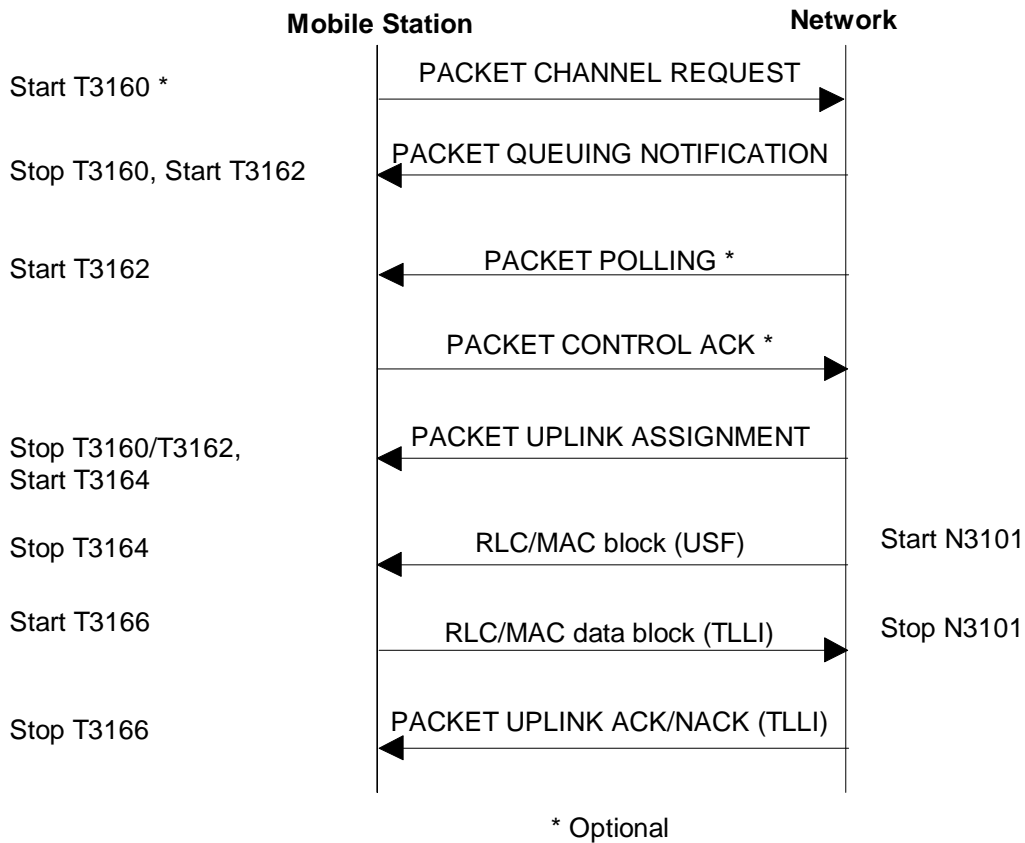 Mobile Station
Network
Start T3160 *
PACKET CHANNEL REQUEST
Stop T3160, Start T3162
PACKET QUEUING NOTIFICATION
Start T3162
PACKET POLLING *
PACKET CONTROL ACK *
Stop T3160/T3162,
Start T3164
PACKET UPLINK ASSIGNMENT
Stop T3164
RLC/MAC block (USF)
Start N3101
Start T3166
RLC/MAC data block (TLLI)
Stop N3101
Stop T3166
PACKET UPLINK ACK/NACK (TLLI)
* Optional